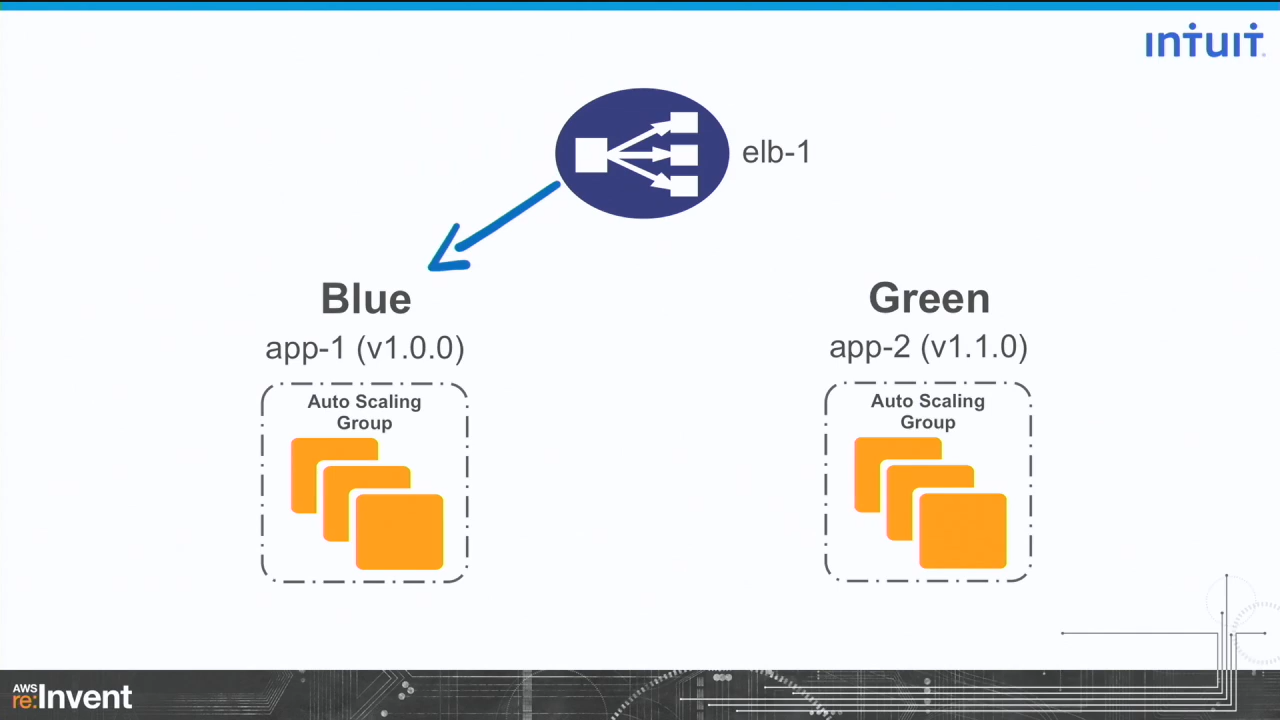 ıntuıt.
elb-1
Blue
Green
app-1 (v1.0.0)
app-2 (v1.1.0)
Auto Scaling
Group
Auto Scaling
Group
AWS
re:Invent